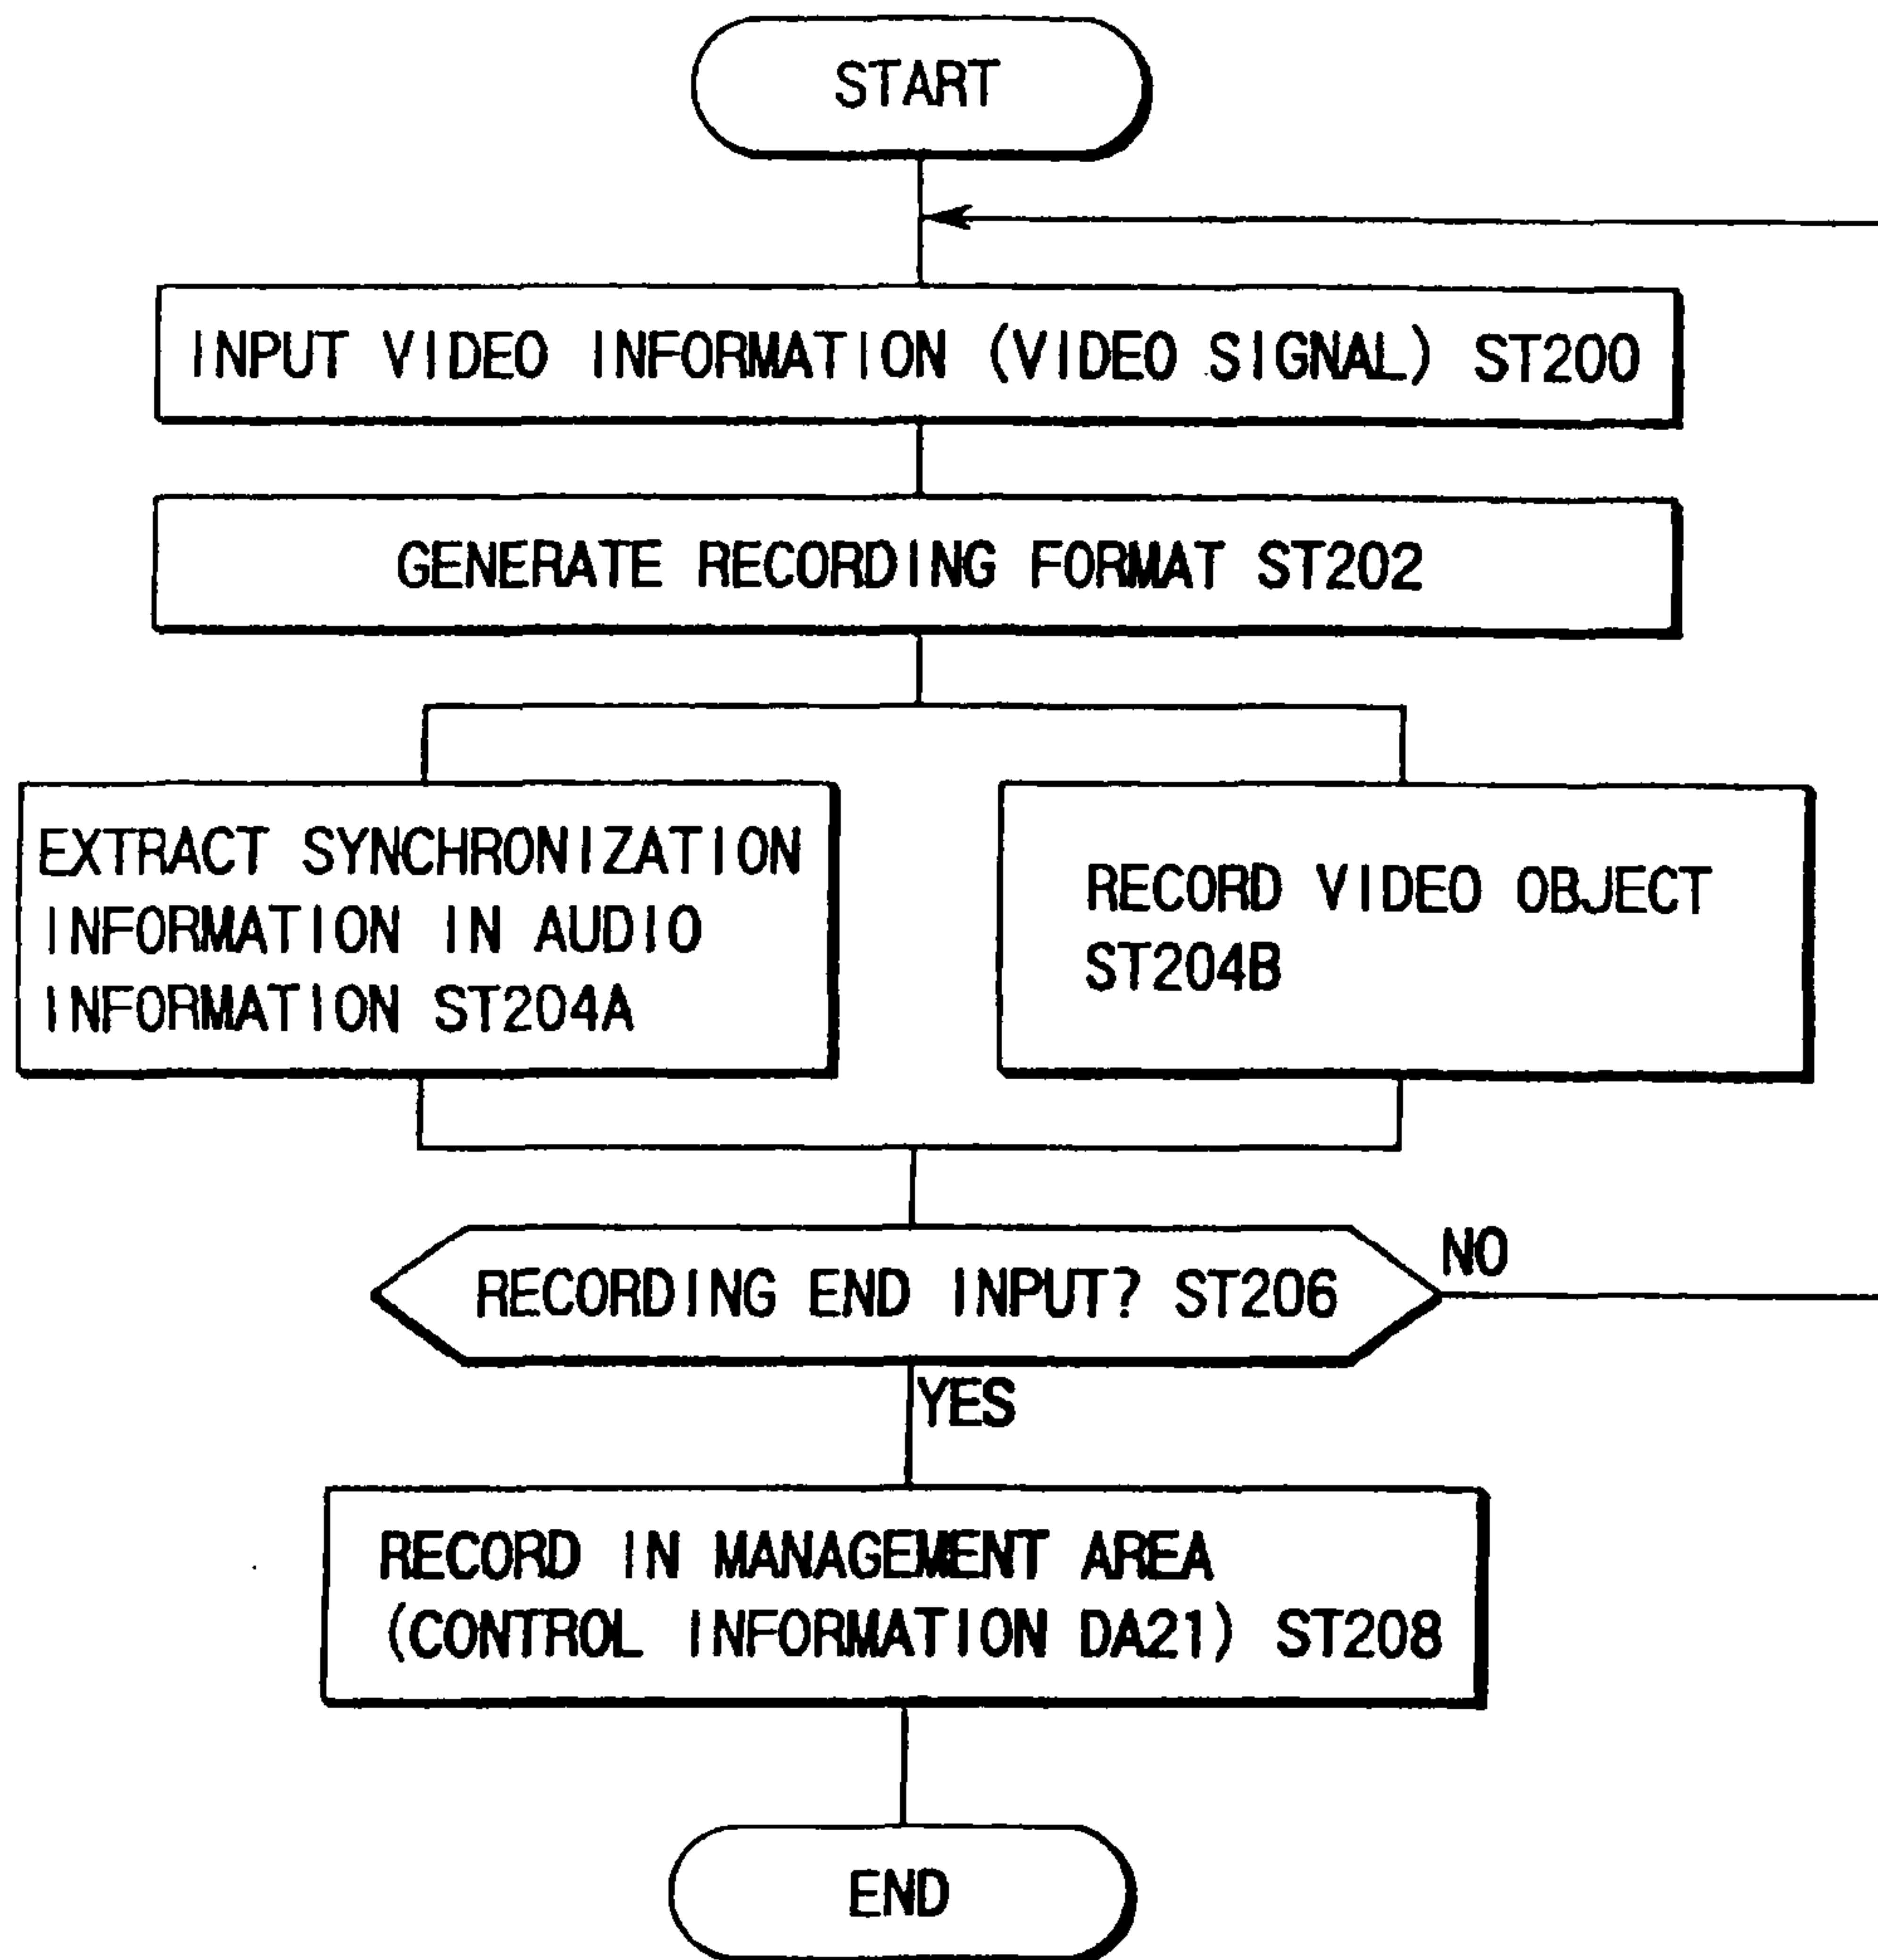 START
INPUT VIDEO INFORMATION (VIDEO SIGNAL) ST200
GENERATE RECORDING FORMAT ST202
EXTRACT SYNCHRONIZATION
INFORMATION IN AUDIO
INFORMATION ST204A
RECORD VIDEO OBJECT
ST204B
RECORDING END INPUT? ST206
NO
YES
RECORD IN MANAGEMENT AREA
(CONTROL INFORMATION DA21) ST208
END